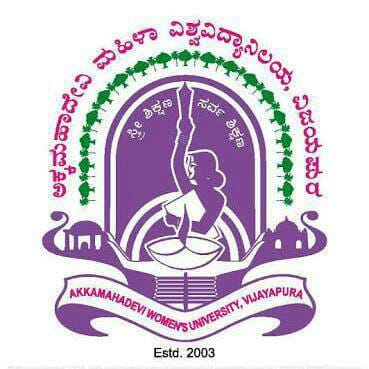 ಅಕ್ಕಮಹಾದೇವಿ ಮಹಿಳಾ ವಿಶ್ವವಿದ್ಯಾನಿಲಯ, ವಿಜಯಪುರ
ಸ್ತ್ರೀ ಶಿಕ್ಷಣ ಸರ್ವ ಶಿಕ್ಷಣ
AKKAMAHADEVI WOMEN'S UNIVERSITY, VIJAYAPURA
Estd. 2003